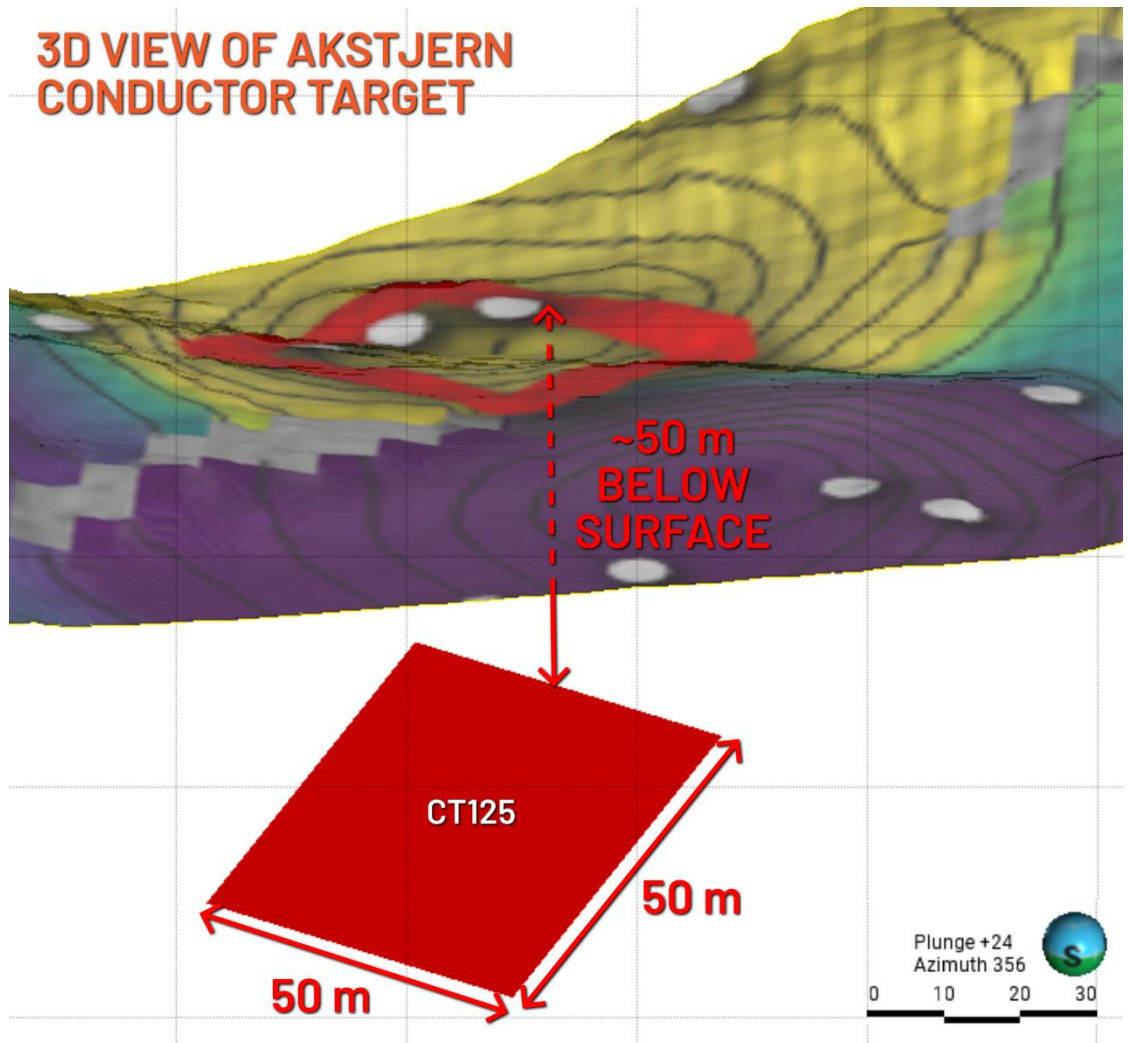 3D VIEW OF AKSTJERN
CONDUCTOR TARGET
~50 m
BELOW
SURFACE
CT125
50 m
50 m
Plunge +24
Azimuth 356
S
0 10 20 30